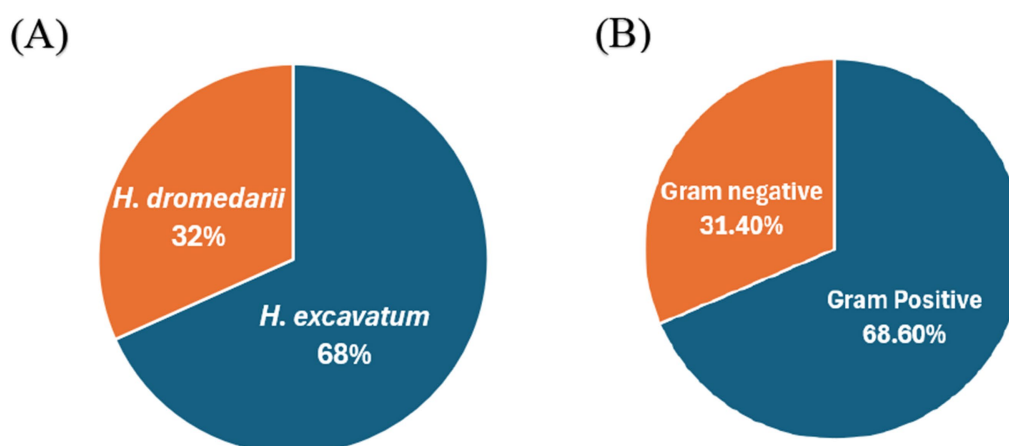 (A)
H. dromedarii
32%
H. excavatum
68%
(B)
Gram negative
31.40%
Gram Positive
68.60%